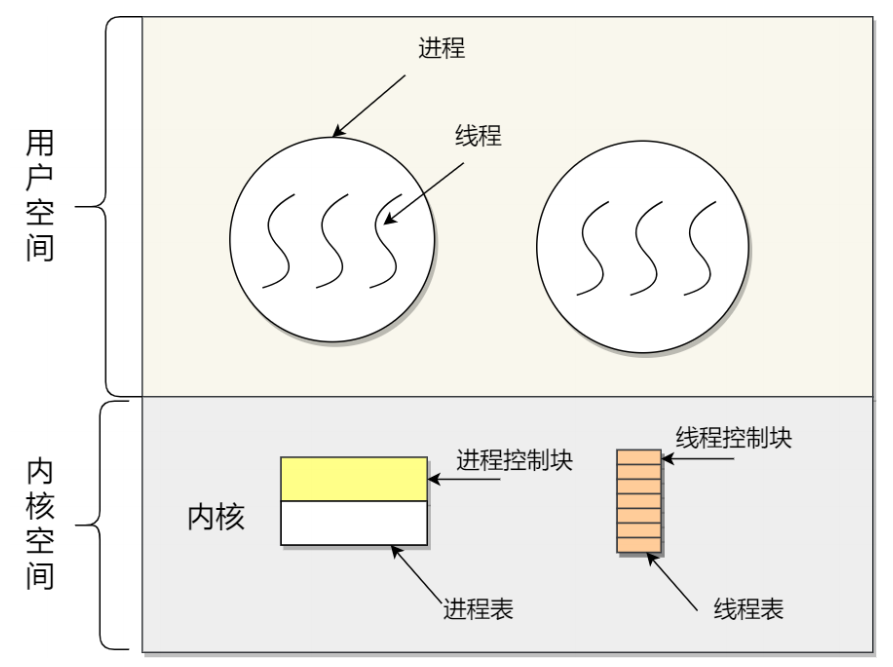 进程
线程
用户空间
线程控制块
进程控制块
内核
内核空间
进程表
线程表